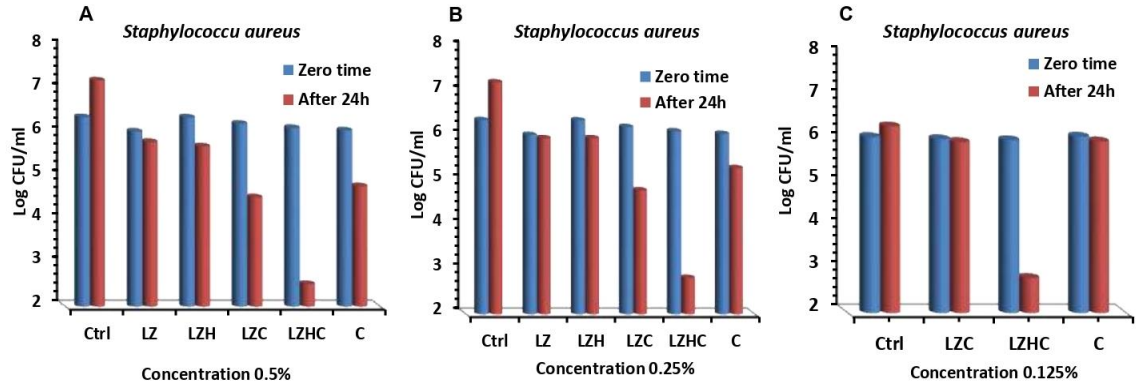 A
Staphylococcu aureus
8
7
6
5
4
3
2
Log CFU/ml
Zero time
After 24h
Ctrl LZ LZH LZC LZHC C
Concentration 0.5%
B
Staphylococcus aureus
8
7
6
5
4
3
2
Log CFU/ml
Zero time
After 24h
Ctrl LZ LZH LZC LZHC C
Concentration 0.25%
C
Staphylococcus aureus
8
7
6
5
4
3
2
Log CFU/ml
Zero time
After 24h
Ctrl LZC LZHC C
Concentration 0.125%